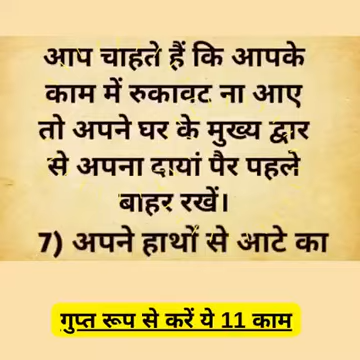 आप चाहते हैं कि आपके
काम में रुकावट ना आए
तो अपने घर के मुख्य द्वार
से अपना दायां पैर पहले
बाहर रखें।
7) अपने हाथों से आटे का
गुप्त रूप से करें ये 11 काम